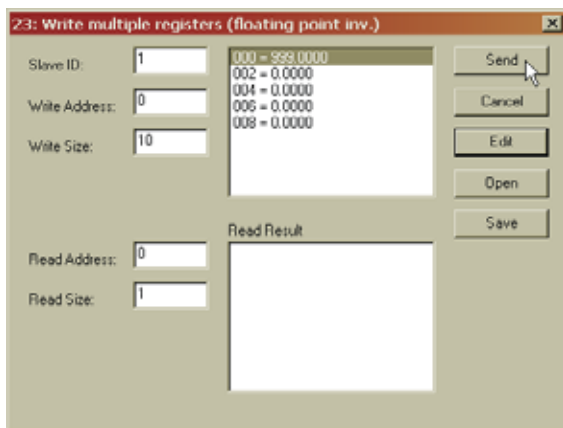 23: Write multiple registers (floating point inv.)
Slave ID:
1
Write Address:
0
Write Size:
10
000 = 999.0000
002 = 0.0000
004 = 0.0000
006 = 0.0000
008 = 0.0000
Send
Cancel
Edit
Open
Save
Read Address:
0
Read Size:
1
Read Result